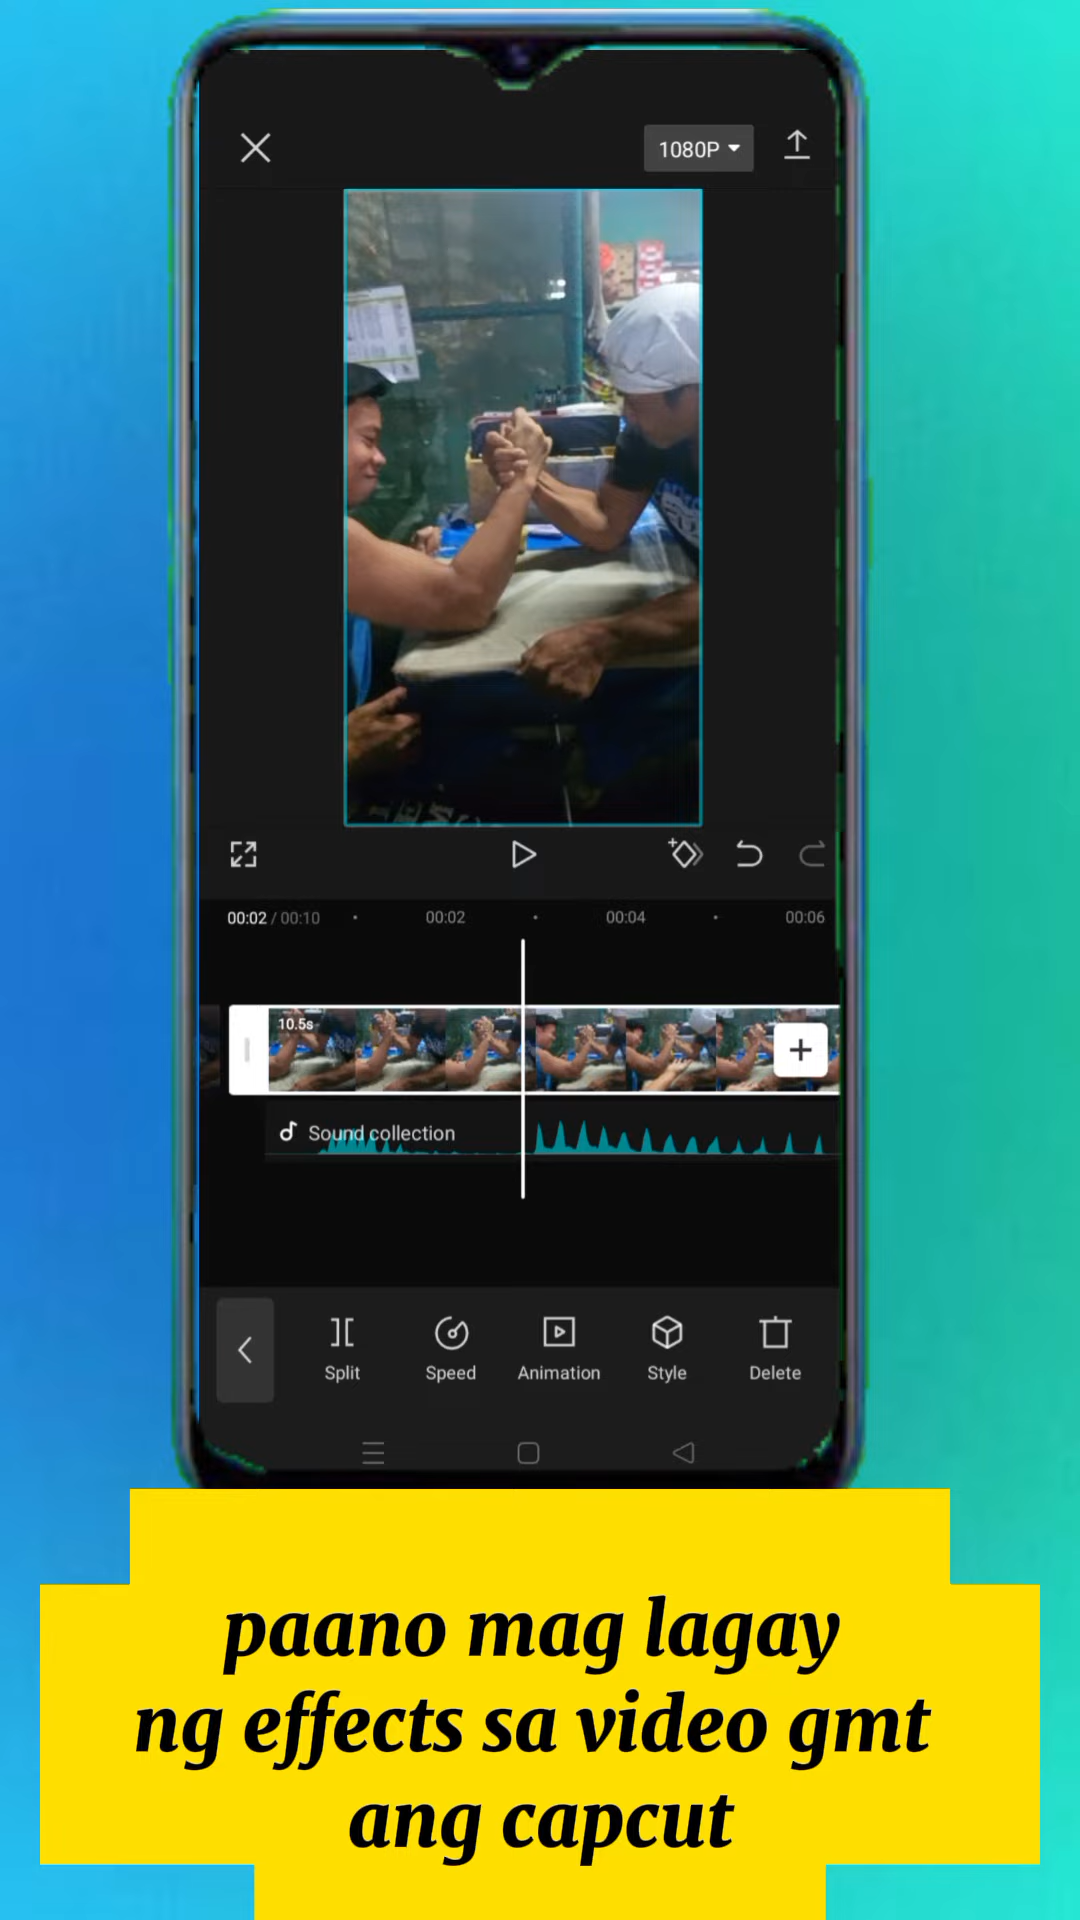 1080P
00:02 / 00:10
00:02
00:04
00:06
10.5s
Sound collection
Split
Speed
Animation
Style
Delete
paano mag lagay
ng effects sa video gmt
ang capcut